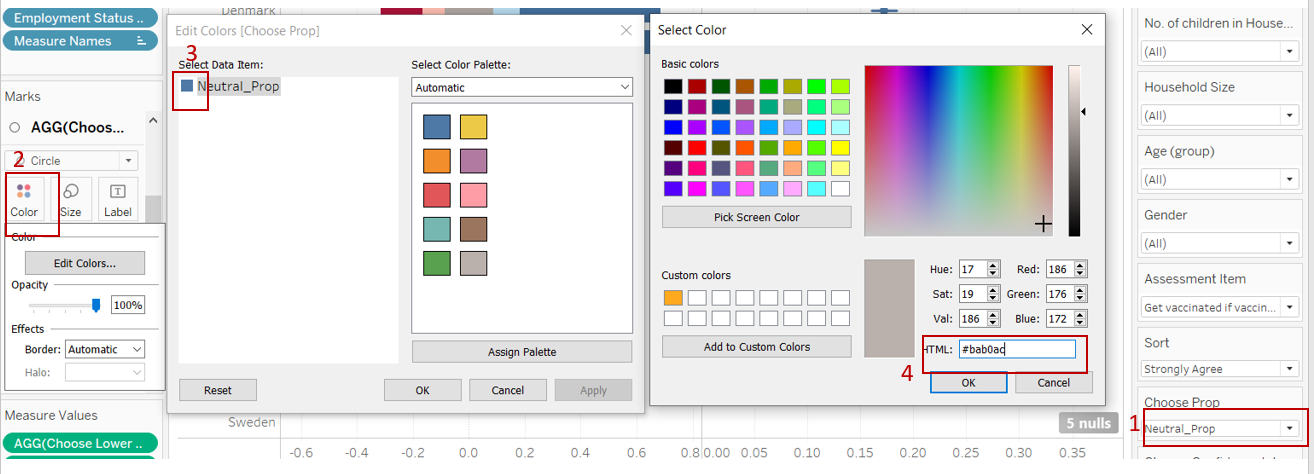 Employment Status ..
Measure Names
Marks
AGG(Choos...
Circle
2
Color
Size
Label
Color
Edit Colors...
Opacity
100%
Effects
Border:
Automatic
Halo:
Measure Values
AGG(Choose Lower ..
Denmark
Edit Colors [Choose Prop]
3
Select Data Item:
Neutral_Prop
Select Color Palette:
Automatic
Assign Palette
Reset
OK
Cancel
Apply
Select Color
Basic colors
Pick Screen Color
Custom colors
Add to Custom Colors
Hue: 17
Red: 186
Sat: 19
Green: 176
Val: 186
Blue: 172
HTML: #bab0ac
4
OK
Cancel
Sweden
5 nulls
-0.6 -0.4 -0.2 0.0 0.2 0.4 0.6 0.8 0.00 0.05 0.10 0.15 0.20 0.25 0.30 0.35
No. of children in House...
(All)
Household Size
(All)
Age (group)
(All)
Gender
(All)
Assessment Item
Get vaccinated if vaccin...
Sort
Strongly Agree
Choose Prop
1
Neutral_Prop